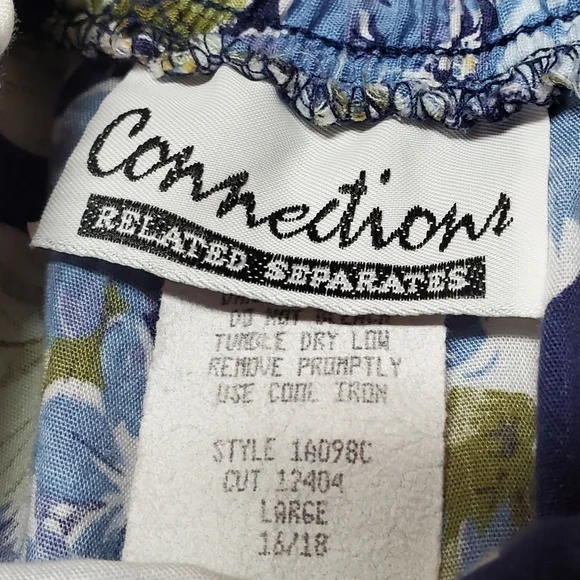 Connections
RELATED SEPARATES
DO NOT BLEACH
TUMBLE DRY LOW
REMOVE PROMPTLY
USE COOL IRON
STYLE 1A098C
CUT 12404
LARGE
16/18